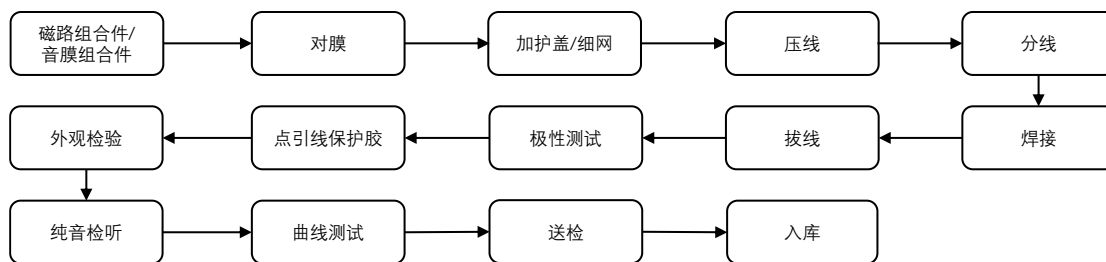 磁路组合件/
音膜组合件
对膜
加护盖/细网
压线
分线
焊接
拔线
极性测试
点引线保护胶
外观检验
纯音检听
曲线测试
送检
入库